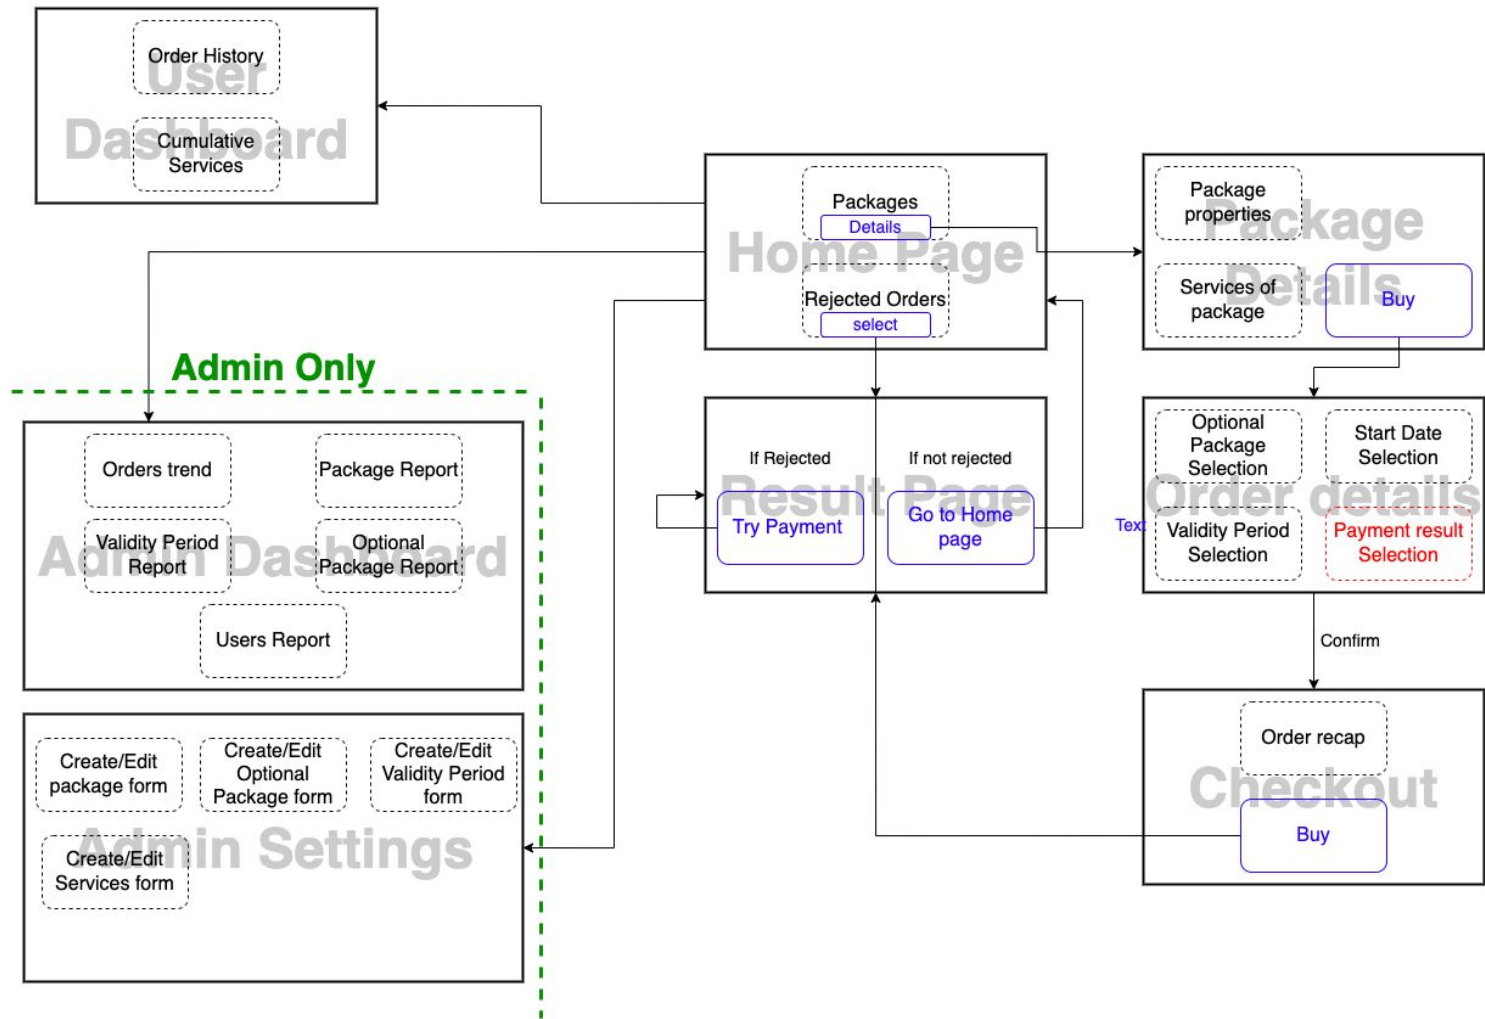 User
Dashboard
Order History
Cumulative
Services
Home Page
Packages
Details
Rejected Orders
select
Package
Details
Package
properties
Services of
package
Buy
Admin Only
Admin Dashboard
Orders trend
Package Report
Validity Period
Report
Optional
Package Report
Users Report
Result Page
If Rejected
If not rejected
Try Payment
Go to Home
page
Order details
Optional
Package
Selection
Start Date
Selection
Text
Validity Period
Selection
Payment result
Selection
Confirm
Checkout
Order recap
Buy
Admin Settings
Create/Edit
package form
Create/Edit
Optional
Package form
Create/Edit
Validity Period
form
Create/Edit
Services form